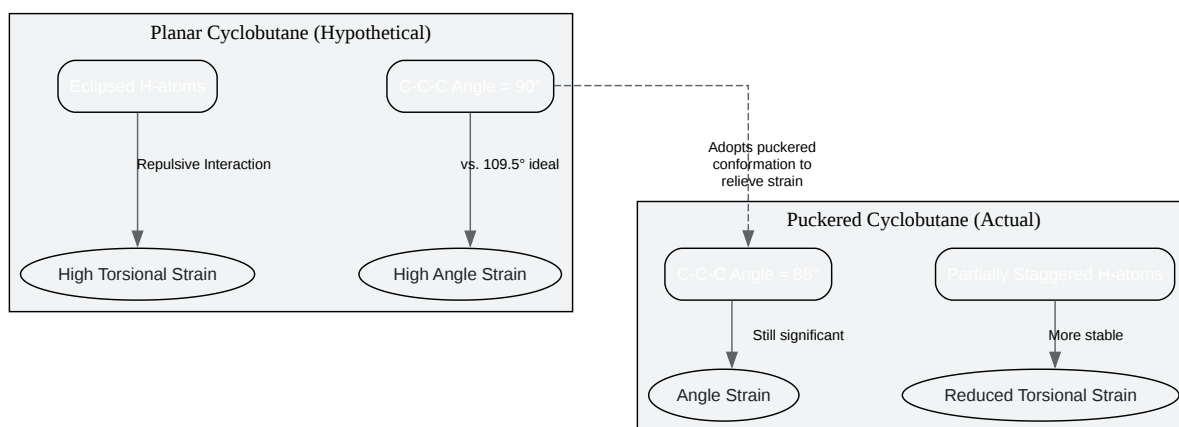 Planar Cyclobutane (Hypothetical)
Eclipsed H-atoms
C-C-C Angle = 90°
Repulsive Interaction
vs. 109.5° ideal
High Torsional Strain
High Angle Strain
Adopts puckered
conformation to
relieve strain
Puckered Cyclobutane (Actual)
C-C-C Angle = 88°
Partially Staggered H-atoms
Still significant
More stable
Angle Strain
Reduced Torsional Strain